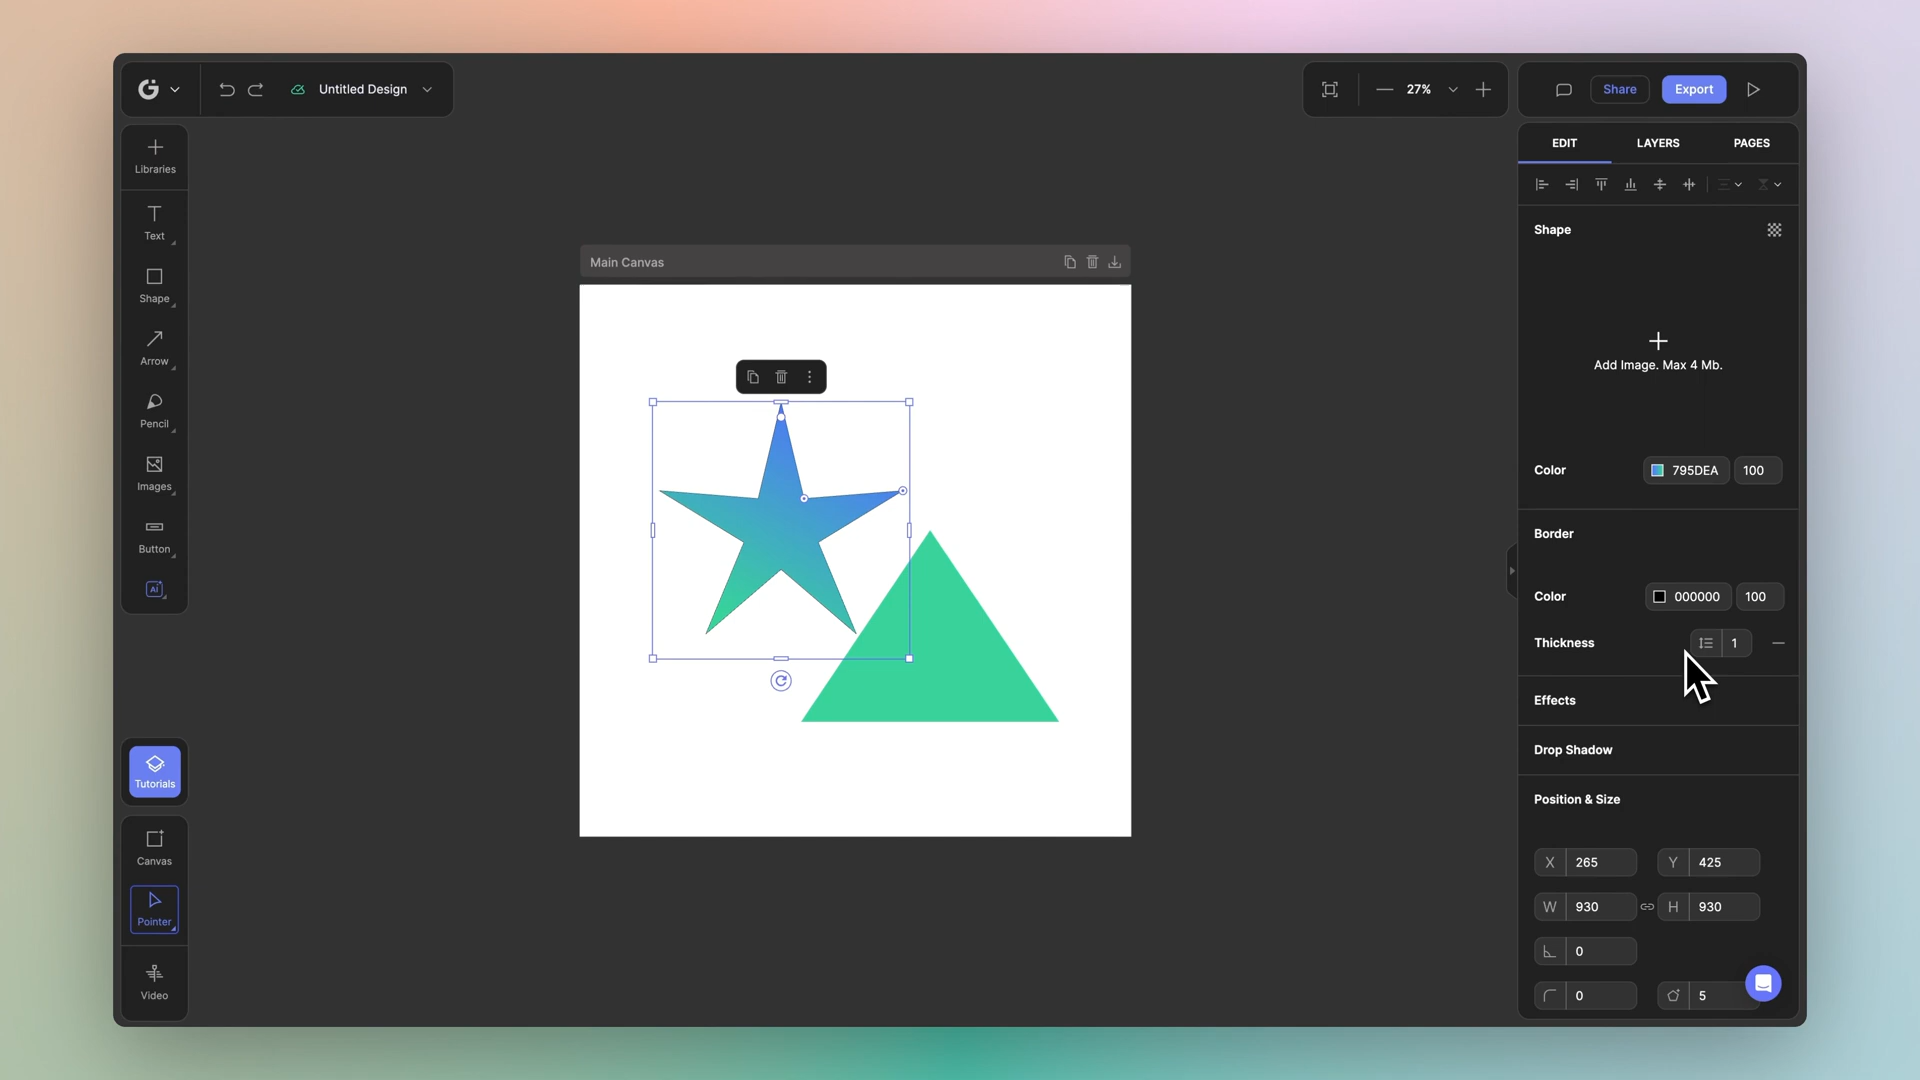 Untitled Design
27%
Share
Export
Libraries
Text
Shape
Arrow
Pencil
Images
Button
Ai
Tutorials
Canvas
Pointer
Video
Main Canvas
EDIT
LAYERS
PAGES
Shape
Add Image. Max 4 Mb.
Color
795DEA
100
Border
Color
000000
100
Thickness
1
Effects
Drop Shadow
Position & Size
X
265
Y
425
W
930
H
930
0
0
5